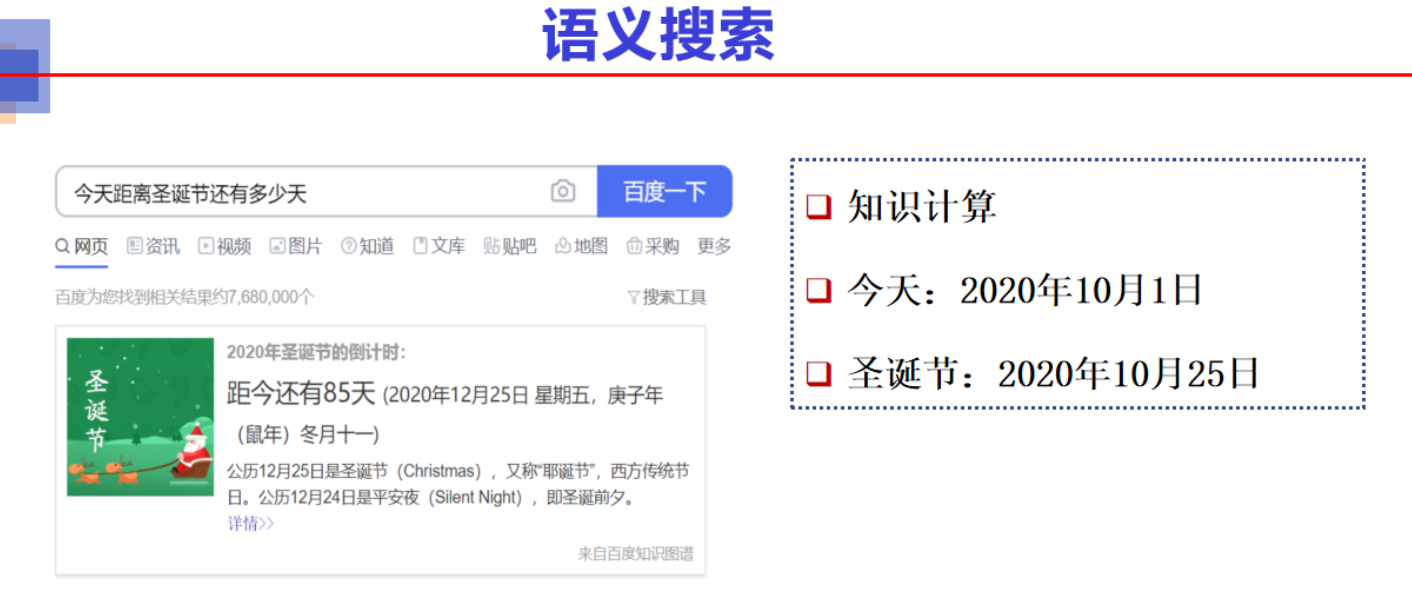 语义搜索
今天距离圣诞节还有多少天
百度一下
网页 资讯 视频 图片 知道 文库 贴吧 地图 采购 更多
百度为您找到相关结果约7,680,000个
搜索工具
圣诞节
2020年圣诞节的倒计时：
距今还有85天 (2020年12月25日 星期五，庚子年
（鼠年）冬月十一)
公历12月25日是圣诞节（Christmas），又称“耶诞节”，西方传统节
日。公历12月24日是平安夜（Silent Night），即圣诞前夕。
详情>>
来自百度知识图谱
知识计算
今天：2020年10月1日
圣诞节：2020年10月25日